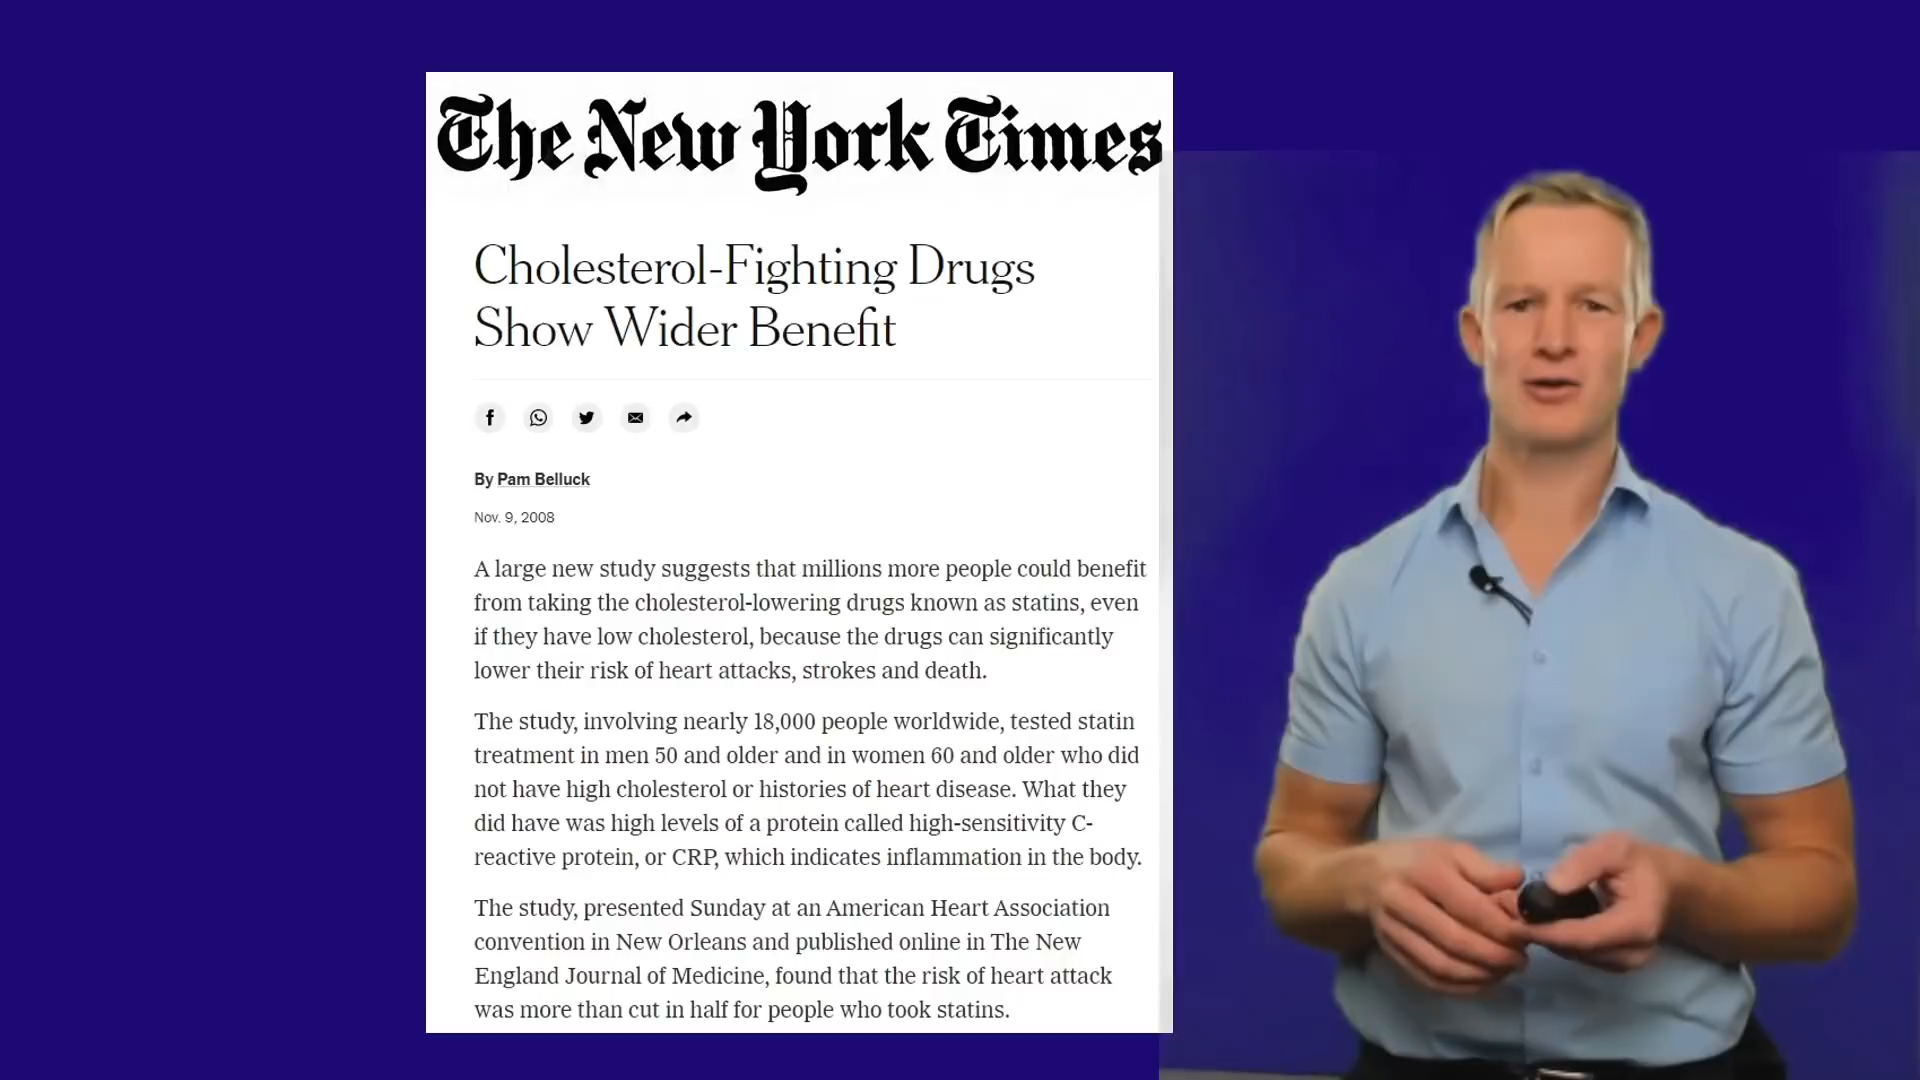 The New York Times
Cholesterol-Fighting Drugs
Show Wider Benefit
By Pam Belluck
Nov. 9, 2008
A large new study suggests that millions more people could benefit
from taking the cholesterol-lowering drugs known as statins, even
if they have low cholesterol, because the drugs can significantly
lower their risk of heart attacks, strokes and death.
The study, involving nearly 18,000 people worldwide, tested statin
treatment in men 50 and older and in women 60 and older who did
not have high cholesterol or histories of heart disease. What they
did have was high levels of a protein called high-sensitivity C-
reactive protein, or CRP, which indicates inflammation in the body.
The study, presented Sunday at an American Heart Association
convention in New Orleans and published online in The New
England Journal of Medicine, found that the risk of heart attack
was more than cut in half for people who took statins.